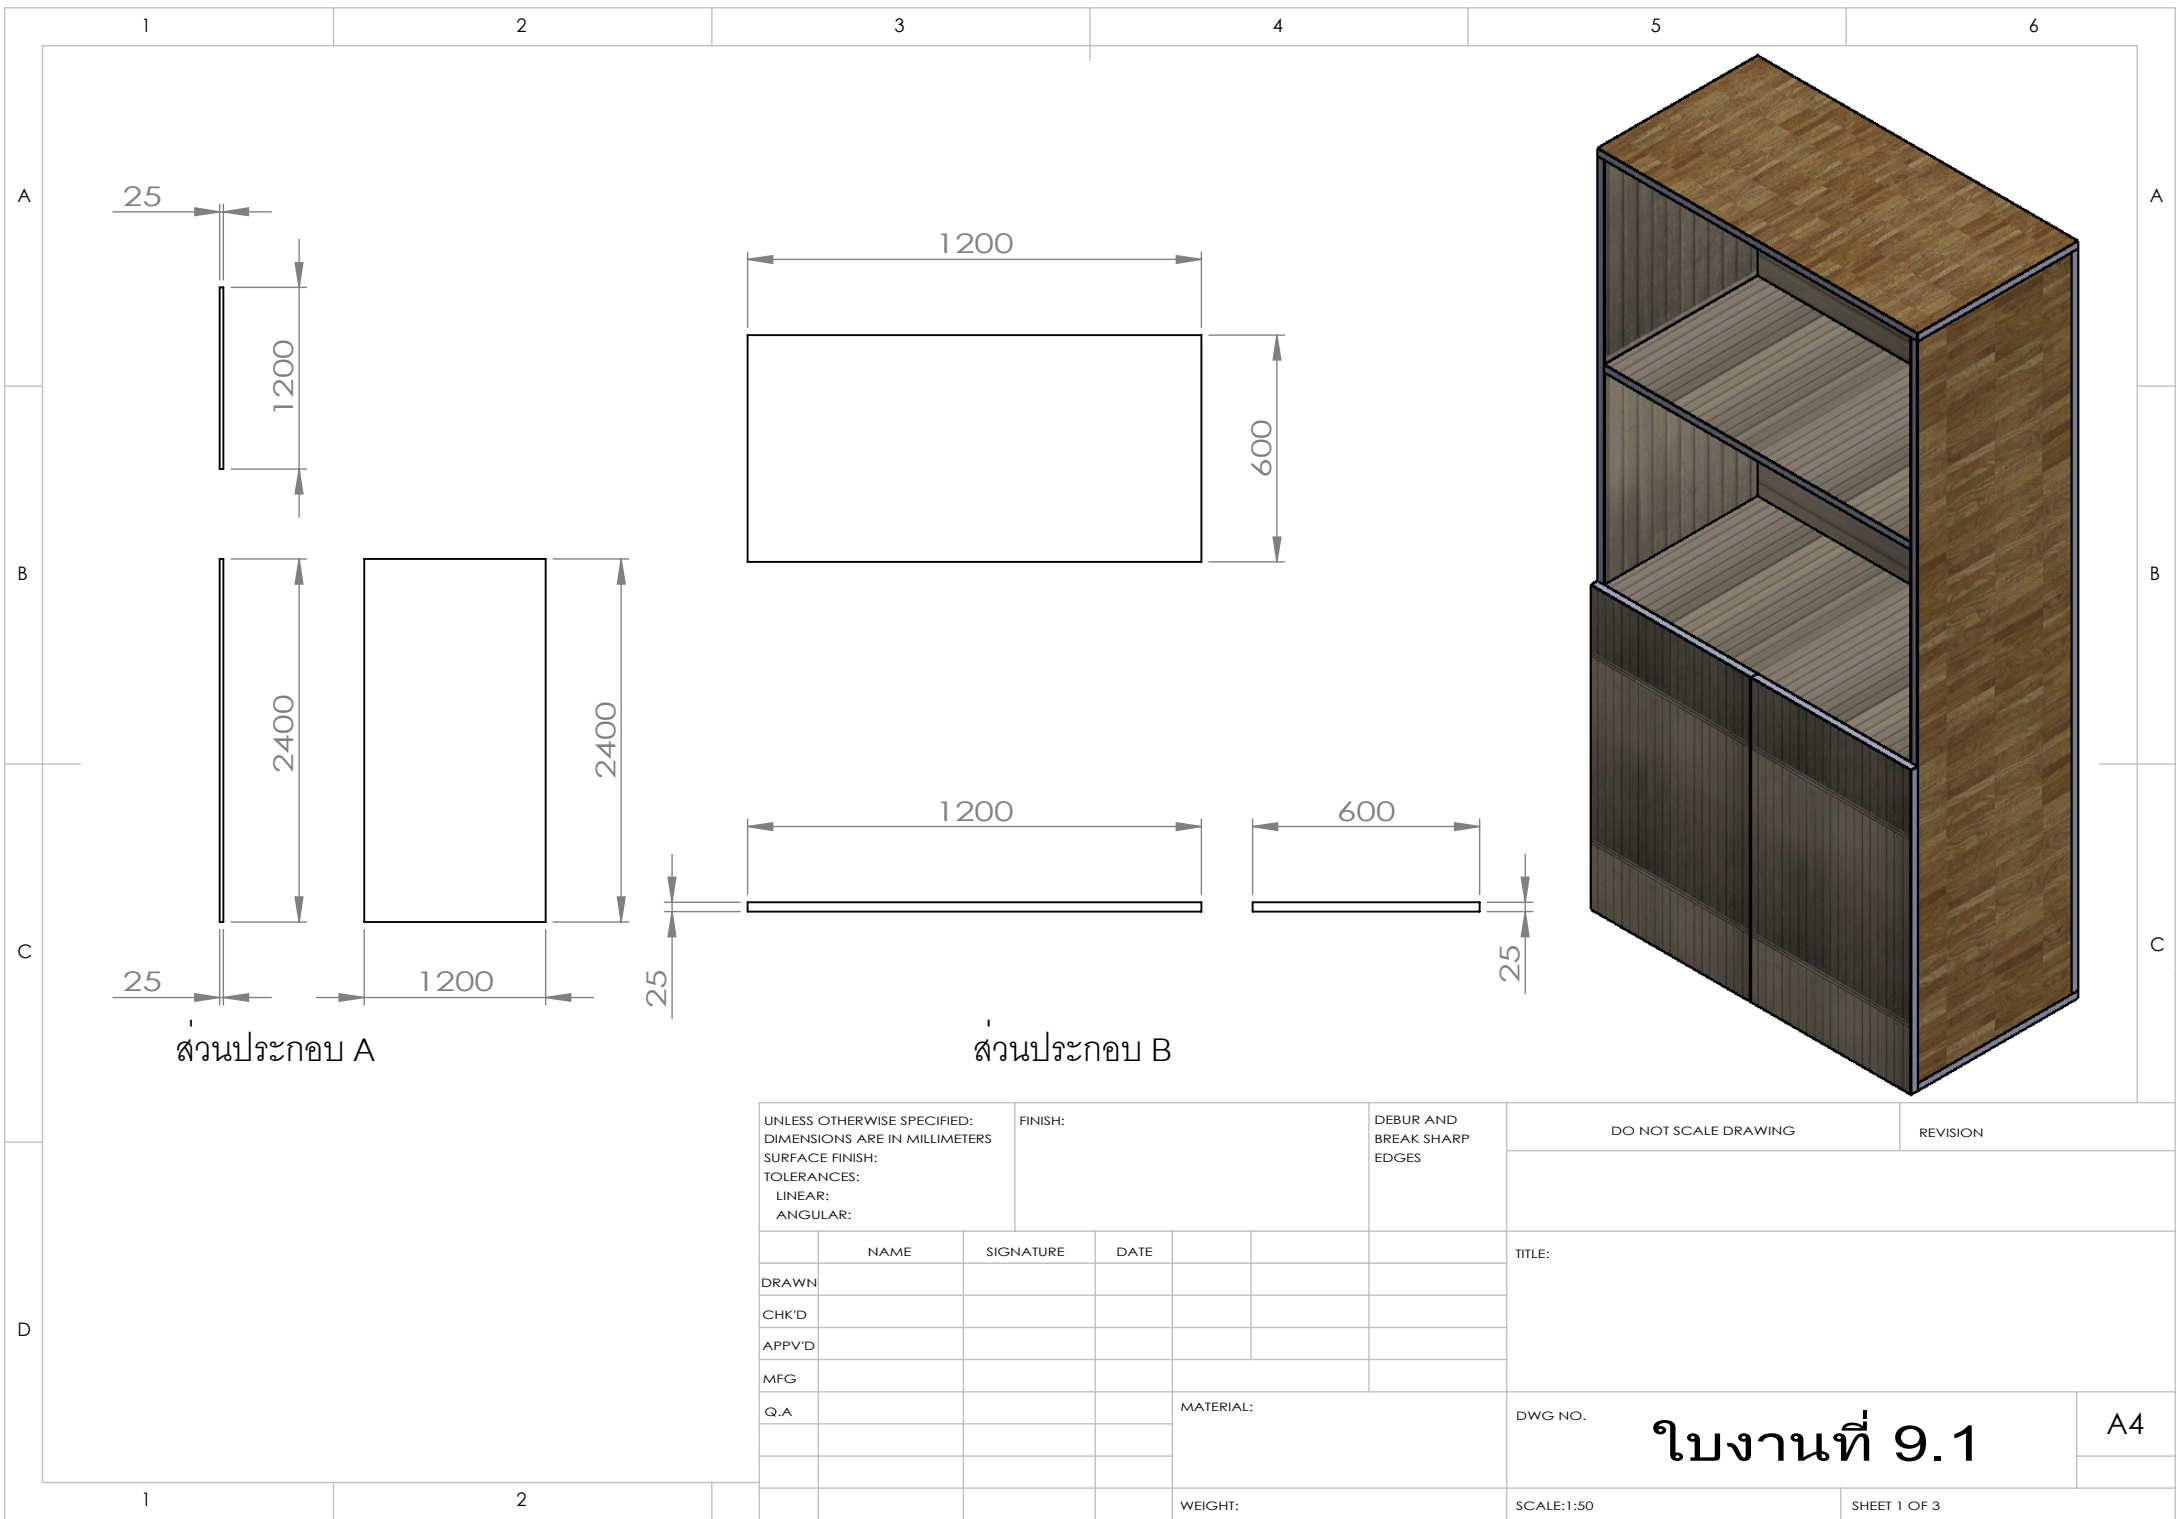 1 2 3 4 5 6
A
A
25
1200
1200
600
B
B
2400
2400
1200
600
C
C
25
1200
25
25
ส่วนประกอบ A
ส่วนประกอบ B
UNLESS OTHERWISE SPECIFIED:
DIMENSIONS ARE IN MILLIMETERS
SURFACE FINISH:
TOLERANCES:
LINEAR:
ANGULAR:
FINISH:
DEBUR AND
BREAK SHARP
EDGES
DO NOT SCALE DRAWING
REVISION
NAME SIGNATURE DATE
TITLE:
DRAWN
CHK'D
APPV'D
MFG
Q.A
D
MATERIAL:
DWG NO.
ใบงานที่ 9.1
A4
1 2
WEIGHT:
SCALE:1:50
SHEET 1 OF 3